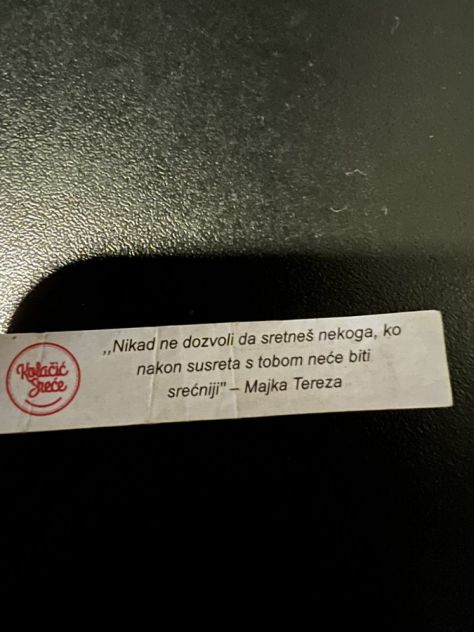 Kolačić
Sreće
,,Nikad ne dozvoli da sretneš nekoga, ko
nakon susreta s tobom neće biti
srećniji" – Majka Tereza